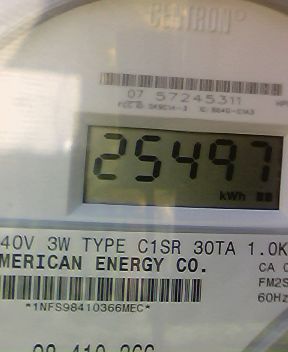 CENTRON®
07 57245311
25497
kWh
40V 3W TYPE C1SR 30TA 1.0K
MERICAN ENERGY CO.
CA 0
FM2S
60Hz
*1NFS98410366MEC*